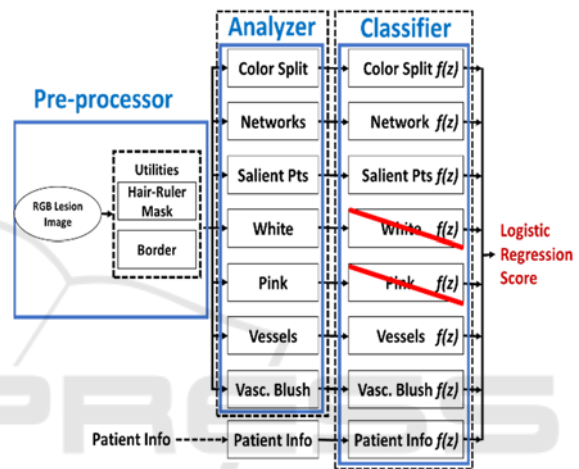 Analyzer
Classifier
Pre-processor
Utilities
RGB Lesion
Image
Hair-Ruler
Mask
Border
Color Split
Color Split f(z)
Networks
Network f(z)
Salient Pts
Salient Pts f(z)
White
White f(z)
Pink
Pink f(z)
Vessels
Vessels f(z)
Vasc. Blush
Vasc. Blush f(z)
Patient Info
Patient Info
Patient Info f(z)
Logistic
Regression
Score
PRESS